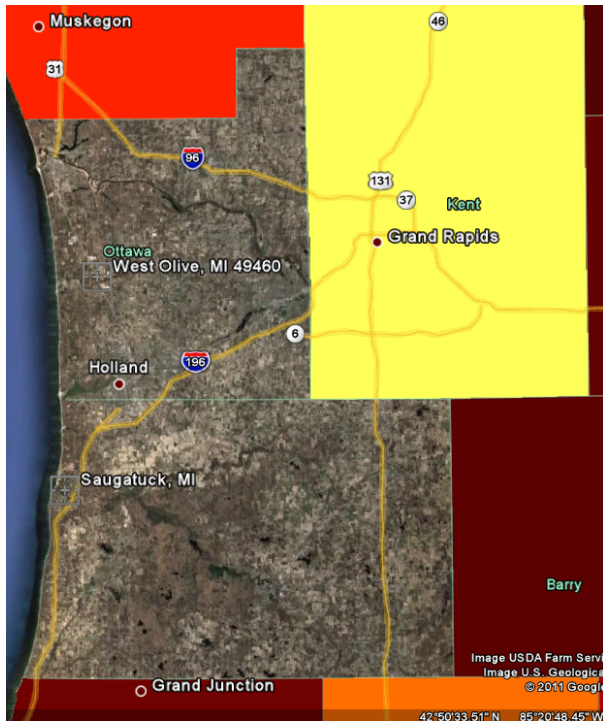 Muskegon
46
31
96
131
37
Kent
Grand Rapids
Ottawa
West Olive, MI 49460
6
196
Holland
Saugatuck, MI
Barry
Image USDA Farm Servi
Image U.S. Geologica
© 2011 Google
Grand Junction
42°50'33.51" N 85°20'48.45" W